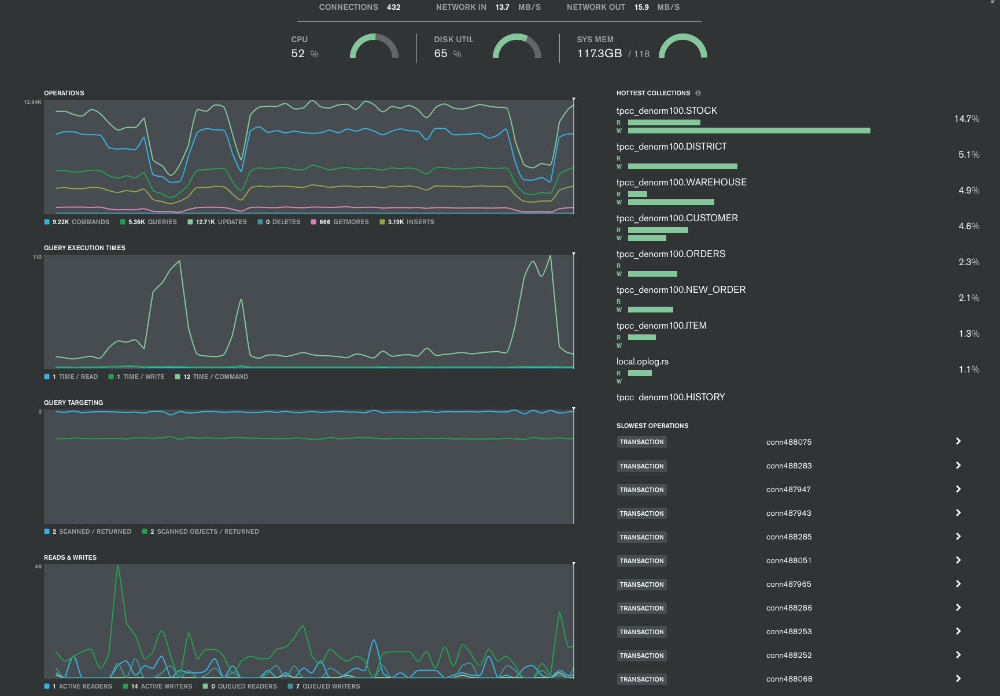 CONNECTIONS 432 NETWORK IN 13.7 MB/S NETWORK OUT 15.9 MB/S
CPU
52 %
DISK UTIL
65 %
SYS MEM
117.3GB / 118
OPERATIONS
12.94K
9.22K COMMANDS 5.36K QUERIES 12.71K UPDATES 0 DELETES 666 GETMORES 3.19K INSERTS
QUERY EXECUTION TIMES
110
1 TIME / READ 1 TIME / WRITE 12 TIME / COMMAND
QUERY TARGETING
2
2 SCANNED / RETURNED 2 SCANNED OBJECTS / RETURNED
READS & WRITES
48
1 ACTIVE READERS 14 ACTIVE WRITERS 0 QUEUED READERS 7 QUEUED WRITERS
HOTTEST COLLECTIONS
tpcc_denorm100.STOCK
R
W
14.7%
tpcc_denorm100.DISTRICT
R
W
5.1%
tpcc_denorm100.WAREHOUSE
R
W
4.9%
tpcc_denorm100.CUSTOMER
R
W
4.6%
tpcc_denorm100.ORDERS
R
W
2.3%
tpcc_denorm100.NEW_ORDER
R
W
2.1%
tpcc_denorm100.ITEM
R
W
1.3%
local.oplog.rs
R
W
1.1%
tpcc denorm100.HISTORY
SLOWEST OPERATIONS
TRANSACTION conn488075
TRANSACTION conn488283
TRANSACTION conn487947
TRANSACTION conn487943
TRANSACTION conn488285
TRANSACTION conn488051
TRANSACTION conn487965
TRANSACTION conn488286
TRANSACTION conn488253
TRANSACTION conn488252
TRANSACTION conn488068